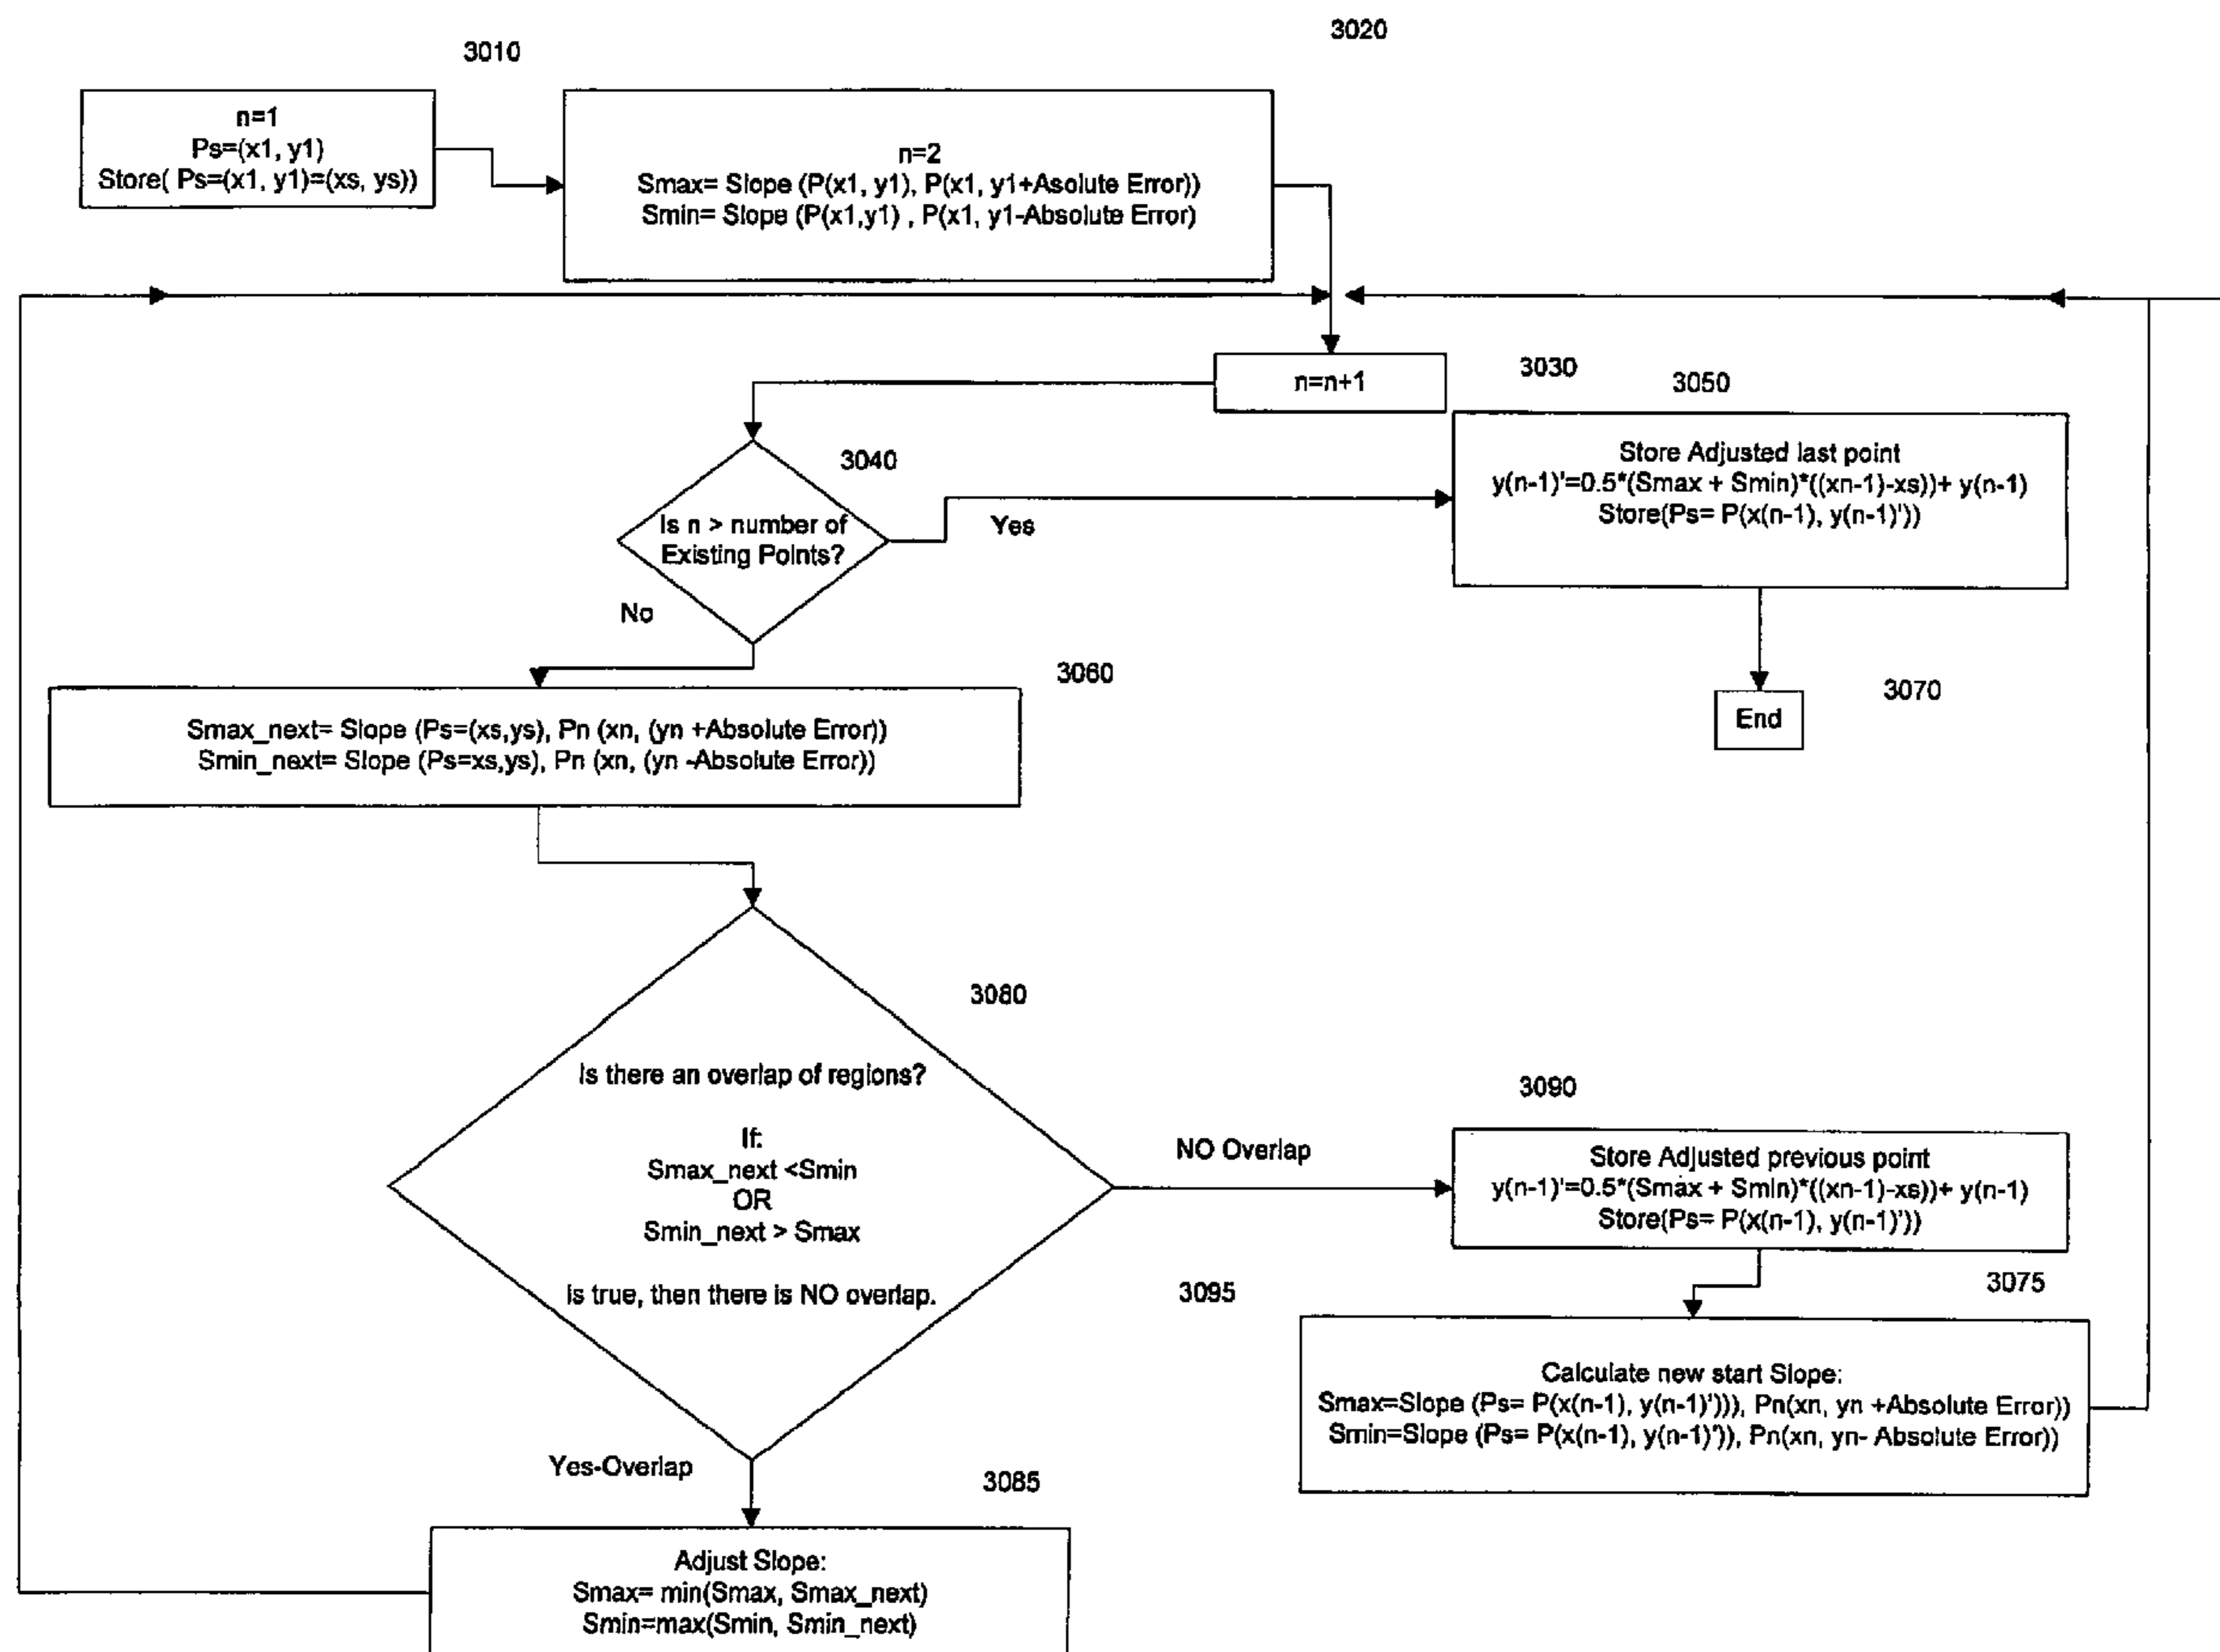 3010
3020
n=1
Ps=(x1, y1)
Store( Ps=(x1, y1)=(xs, ys))
n=2
Smax= Slope (P(x1, y1), P(x1, y1+Asolute Error))
Smin= Slope (P(x1,y1) , P(x1, y1-Absolute Error)
n=n+1
3030
3050
3040
Is n > number of
Existing Points?
Yes
No
Store Adjusted last point
y(n-1)'=0.5*(Smax + Smin)*((xn-1)-xs))+ y(n-1)
Store(Ps= P(x(n-1), y(n-1)'))
3060
Smax_next= Slope (Ps=(xs,ys), Pn (xn, (yn +Absolute Error))
Smin_next= Slope (Ps=xs,ys), Pn (xn, (yn -Absolute Error))
3070
End
3080
Is there an overlap of regions?
If:
Smax_next <Smin
OR
Smin_next > Smax
is true, then there is NO overlap.
NO Overlap
3090
Store Adjusted previous point
y(n-1)'=0.5*(Smax + Smin)*((xn-1)-xs))+ y(n-1)
Store(Ps= P(x(n-1), y(n-1)'))
3095
3075
Calculate new start Slope:
Smax=Slope (Ps= P(x(n-1), y(n-1)'))), Pn(xn, yn +Absolute Error))
Smin=Slope (Ps= P(x(n-1), y(n-1)')), Pn(xn, yn- Absolute Error))
Yes-Overlap
3085
Adjust Slope:
Smax= min(Smax, Smax_next)
Smin=max(Smin, Smin_next)